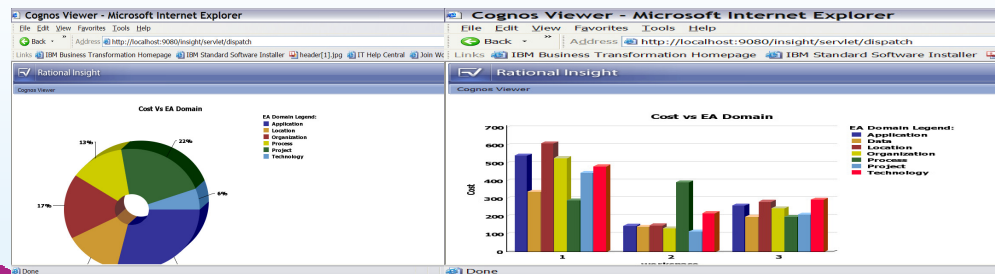 Cognos Viewer - Microsoft Internet Explorer
File Edit View Favorites Tools Help
Back » Address http://localhost:9080/insight/servlet/dispatch
Links IBM Business Transformation Homepage IBM Standard Software Installer header[1].jpg IT Help Central Join Wo
Rational Insight
Cognos Viewer
Cost Vs EA Domain
EA Domain Legend:
Application
Location
Organization
Process
Project
Technology
13%
22%
6%
17%
Done
Cognos Viewer - Microsoft Internet Explorer
File Edit View Favorites Tools Help
Back » Address http://localhost:9080/insight/servlet/dispatch
Links IBM Business Transformation Homepage IBM Standard Software Installer
Rational Insight
Cognos Viewer
Cost vs EA Domain
EA Domain Legend:
Application
Data
Location
Organization
Process
Project
Technology
Cost
700
600
500
400
300
200
100
0
1 2 3
Done